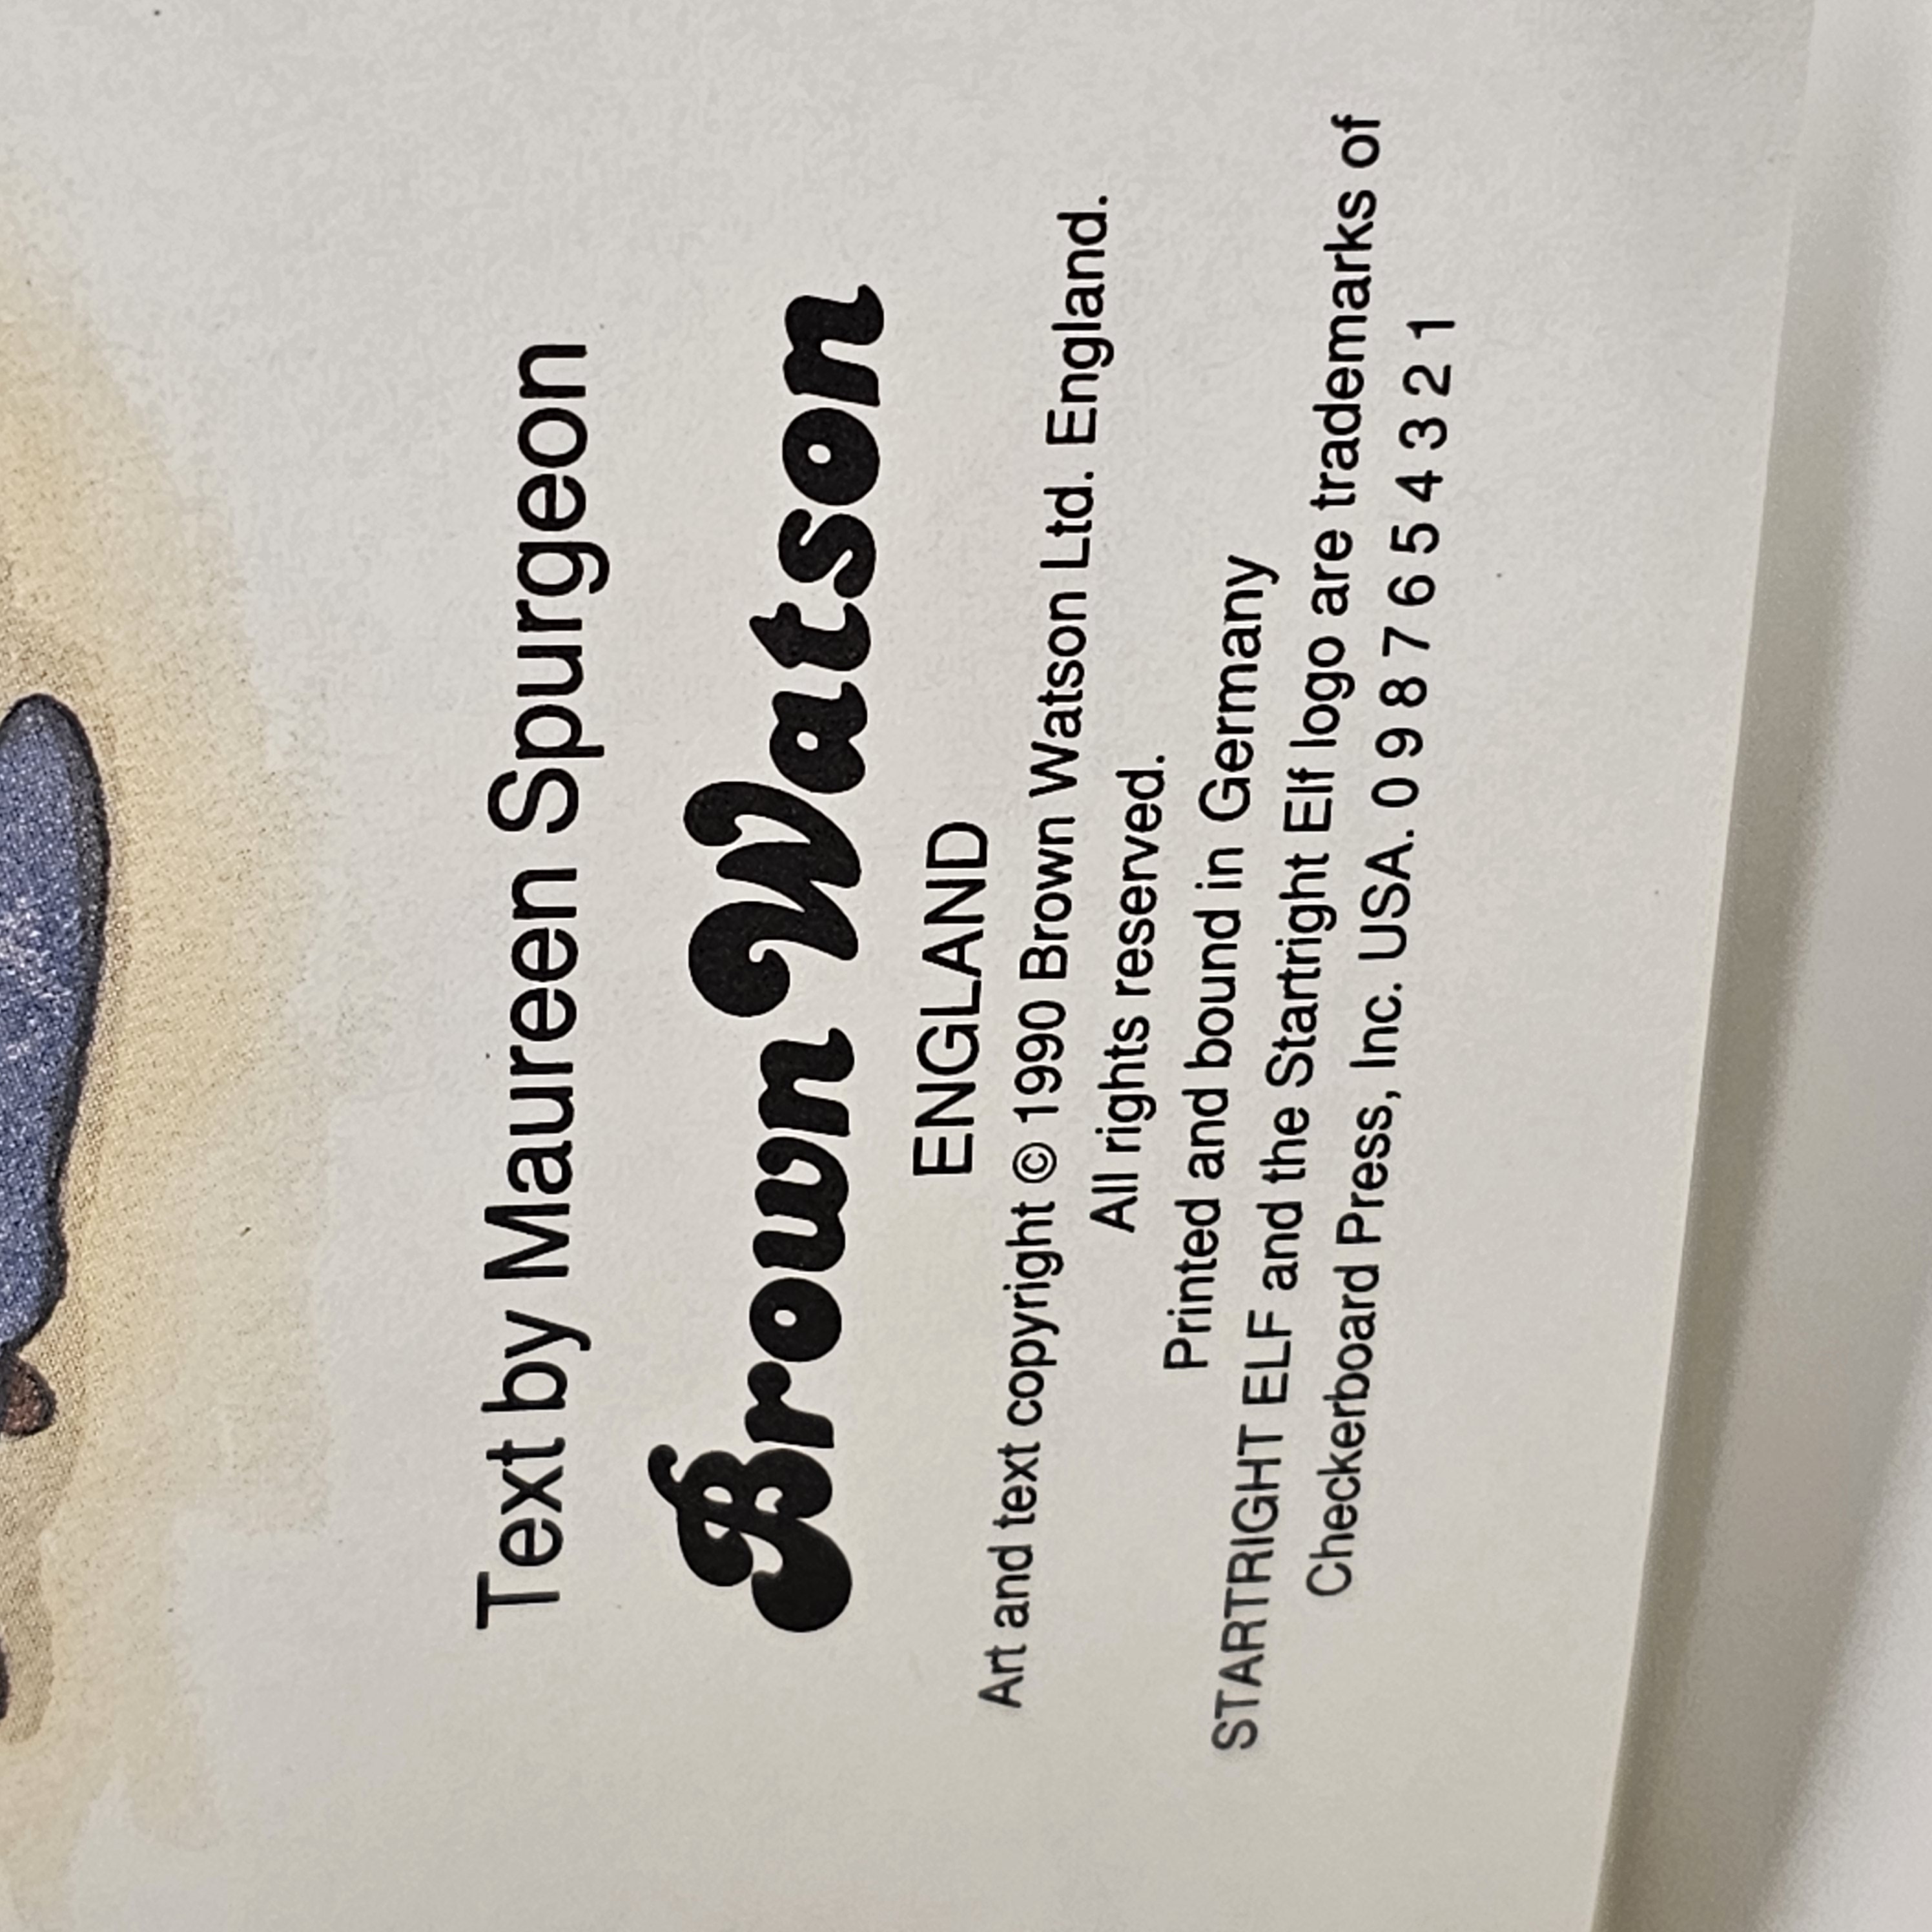 Text by Maureen Spurgeon
Brown Watson
ENGLAND
Art and text copyright © 1990 Brown Watson Ltd. England.
All rights reserved.
Printed and bound in Germany
STARTRIGHT ELF and the Startright Elf logo are trademarks of
Checkerboard Press, Inc. USA. 0 9 8 7 6 5 4 3 2 1